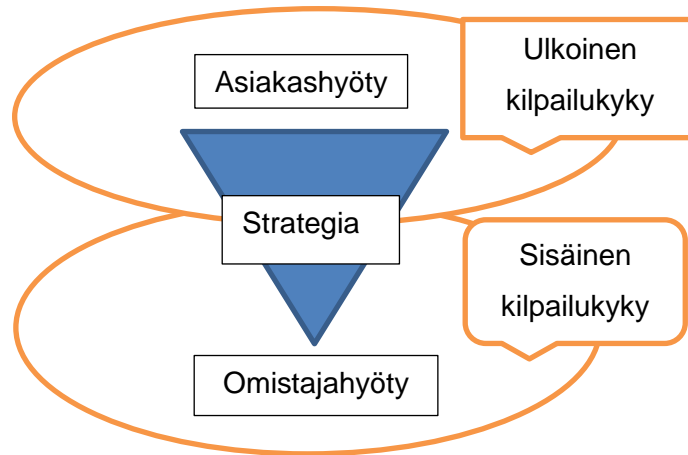 Asiakashyöty
Ulkoinen
kilpailukyky
Strategia
Sisäinen
kilpailukyky
Omistajahyöty